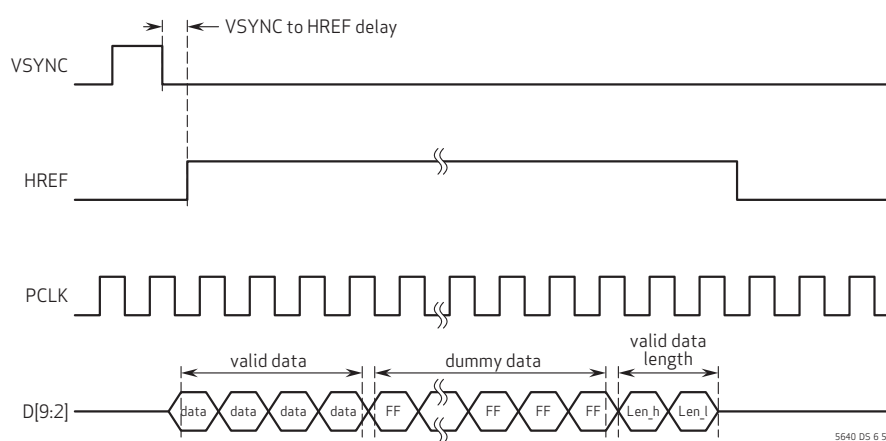 VSYNC to HREF delay
VSYNC
HREF
PCLK
valid data
dummy data
valid data
length
D[9:2]
data data data data FF FF FF FF Len_h Len_l
5640 DS 6 5